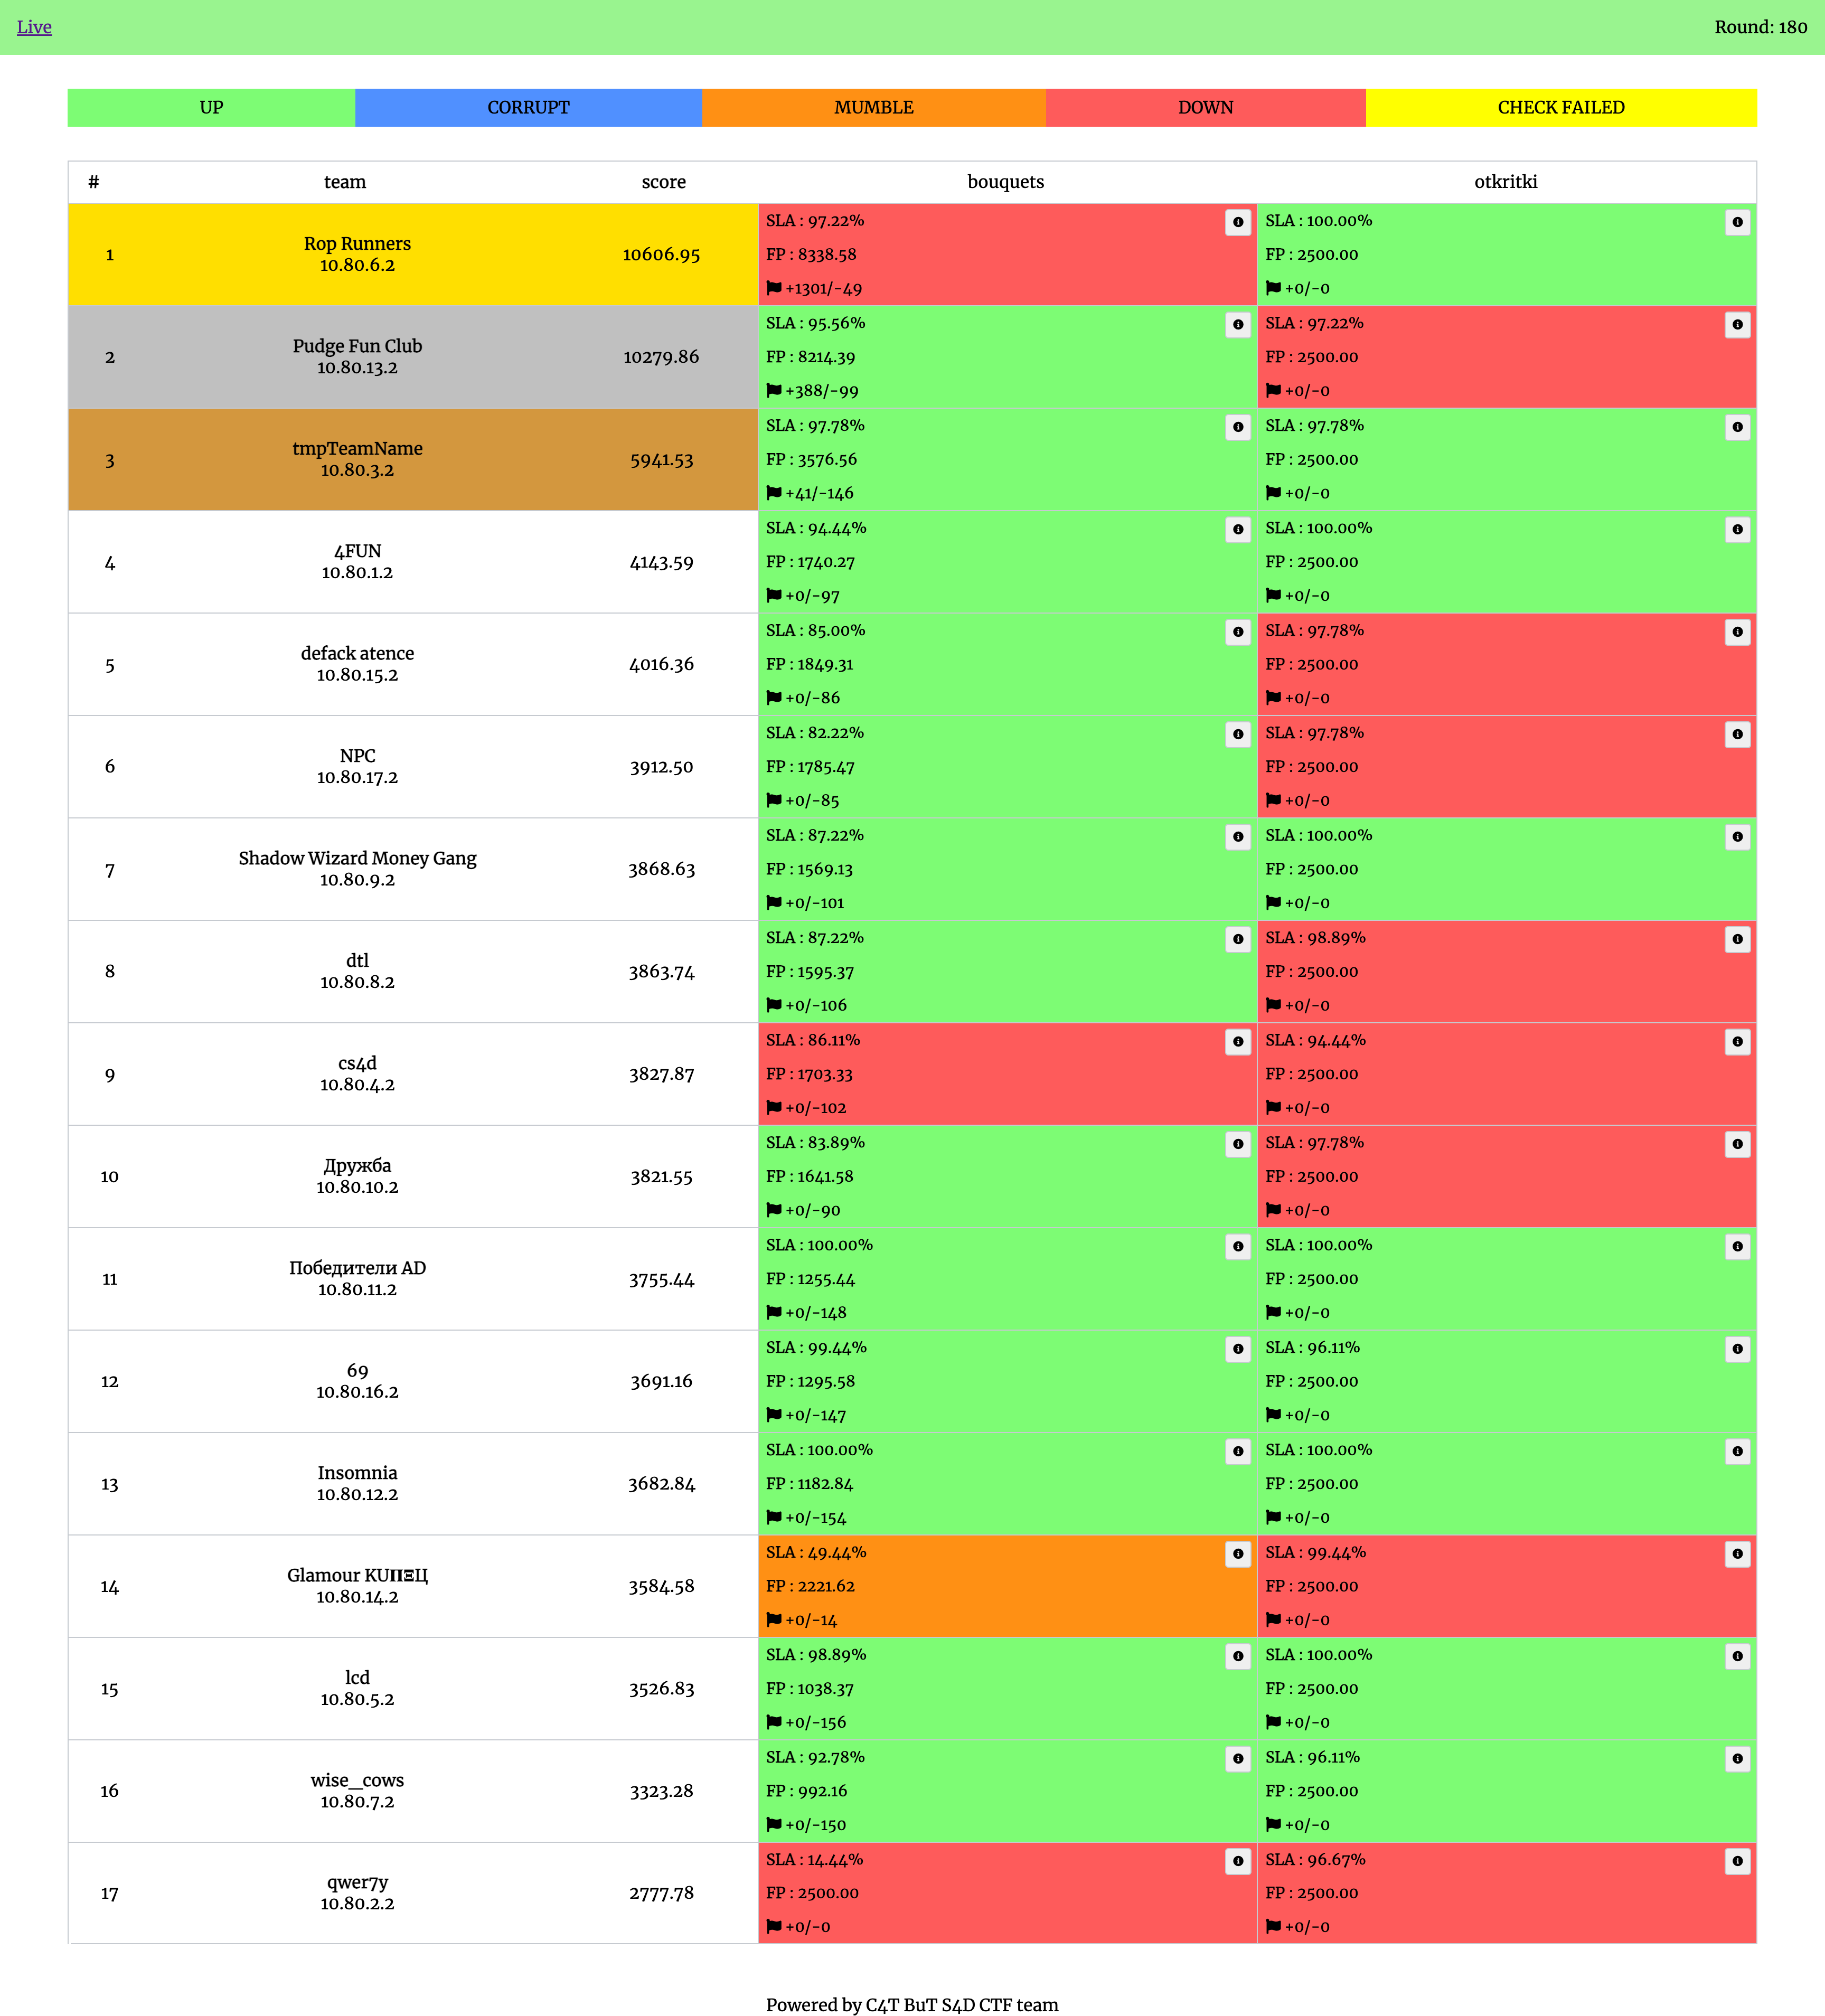 Live
Round: 180
UP CORRUPT MUMBLE DOWN CHECK FAILED
# team score bouquets otkritki
1
Rop Runners
10.80.6.2
10606.95
SLA : 97.22%
FP : 8338.58
+1301/-49
SLA : 100.00%
FP : 2500.00
+0/-0
2
Pudge Fun Club
10.80.13.2
10279.86
SLA : 95.56%
FP : 8214.39
+388/-99
SLA : 97.22%
FP : 2500.00
+0/-0
3
tmpTeamName
10.80.3.2
5941.53
SLA : 97.78%
FP : 3576.56
+41/-146
SLA : 97.78%
FP : 2500.00
+0/-0
4
4FUN
10.80.1.2
4143.59
SLA : 94.44%
FP : 1740.27
+0/-97
SLA : 100.00%
FP : 2500.00
+0/-0
5
defack atence
10.80.15.2
4016.36
SLA : 85.00%
FP : 1849.31
+0/-86
SLA : 97.78%
FP : 2500.00
+0/-0
6
NPC
10.80.17.2
3912.50
SLA : 82.22%
FP : 1785.47
+0/-85
SLA : 97.78%
FP : 2500.00
+0/-0
7
Shadow Wizard Money Gang
10.80.9.2
3868.63
SLA : 87.22%
FP : 1569.13
+0/-101
SLA : 100.00%
FP : 2500.00
+0/-0
8
dtl
10.80.8.2
3863.74
SLA : 87.22%
FP : 1595.37
+0/-106
SLA : 98.89%
FP : 2500.00
+0/-0
9
cs4d
10.80.4.2
3827.87
SLA : 86.11%
FP : 1703.33
+0/-102
SLA : 94.44%
FP : 2500.00
+0/-0
10
Дружба
10.80.10.2
3821.55
SLA : 83.89%
FP : 1641.58
+0/-90
SLA : 97.78%
FP : 2500.00
+0/-0
11
Победители AD
10.80.11.2
3755.44
SLA : 100.00%
FP : 1255.44
+0/-148
SLA : 100.00%
FP : 2500.00
+0/-0
12
69
10.80.16.2
3691.16
SLA : 99.44%
FP : 1295.58
+0/-147
SLA : 96.11%
FP : 2500.00
+0/-0
13
Insomnia
10.80.12.2
3682.84
SLA : 100.00%
FP : 1182.84
+0/-154
SLA : 100.00%
FP : 2500.00
+0/-0
14
Glamour KUΠΞЦ
10.80.14.2
3584.58
SLA : 49.44%
FP : 2221.62
+0/-14
SLA : 99.44%
FP : 2500.00
+0/-0
15
lcd
10.80.5.2
3526.83
SLA : 98.89%
FP : 1038.37
+0/-156
SLA : 100.00%
FP : 2500.00
+0/-0
16
wise_cows
10.80.7.2
3323.28
SLA : 92.78%
FP : 992.16
+0/-150
SLA : 96.11%
FP : 2500.00
+0/-0
17
qwer7y
10.80.2.2
2777.78
SLA : 14.44%
FP : 2500.00
+0/-0
SLA : 96.67%
FP : 2500.00
+0/-0
Powered by C4T BuT S4D CTF team